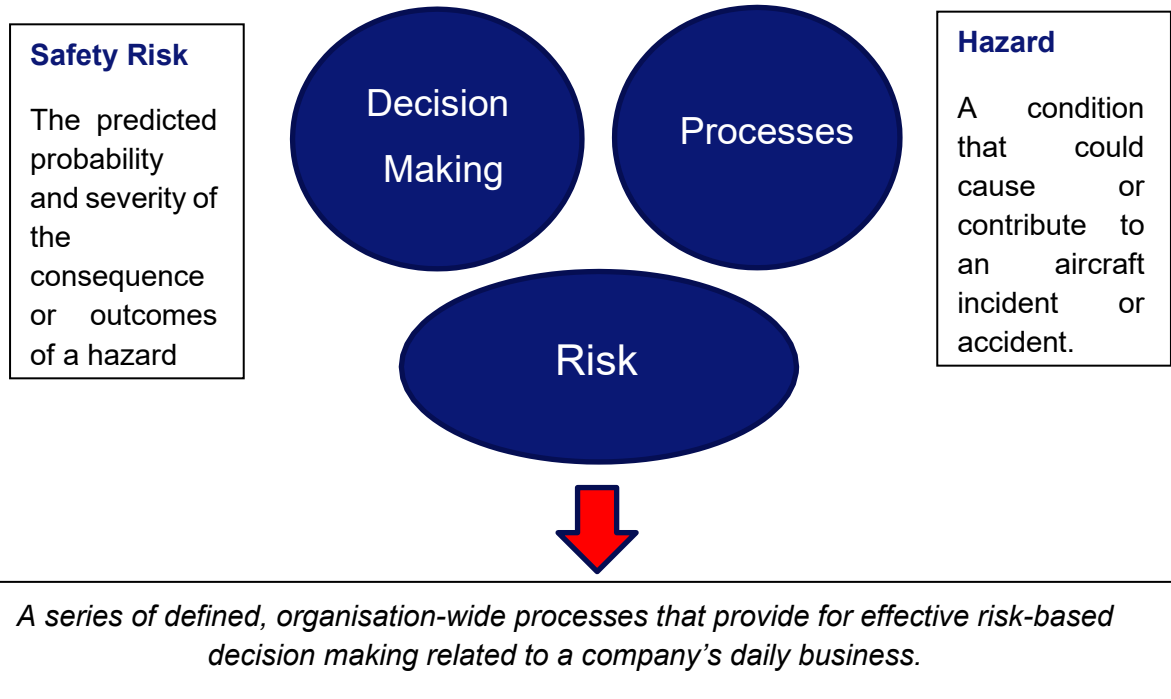 Safety Risk
The predicted
probability
and severity of
the
consequence
or outcomes
of a hazard
Decision
Making
Processes
Risk
Hazard
A condition
that could
cause or
contribute to
an aircraft
incident or
accident.
A series of defined, organisation-wide processes that provide for effective risk-based
decision making related to a company’s daily business.